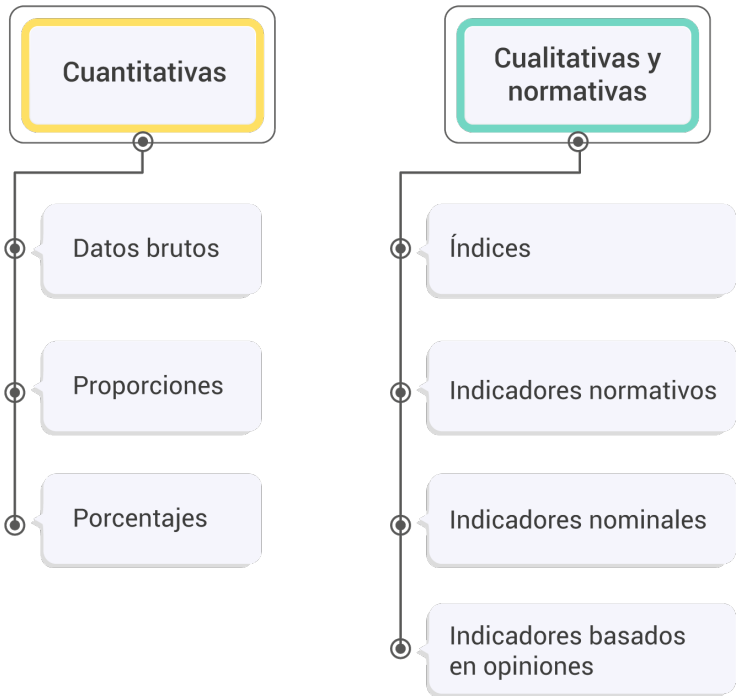 Cuantitativas
Datos brutos
Proporciones
Porcentajes
Cualitativas y
normativas
Índices
Indicadores normativos
Indicadores nominales
Indicadores basados
en opiniones